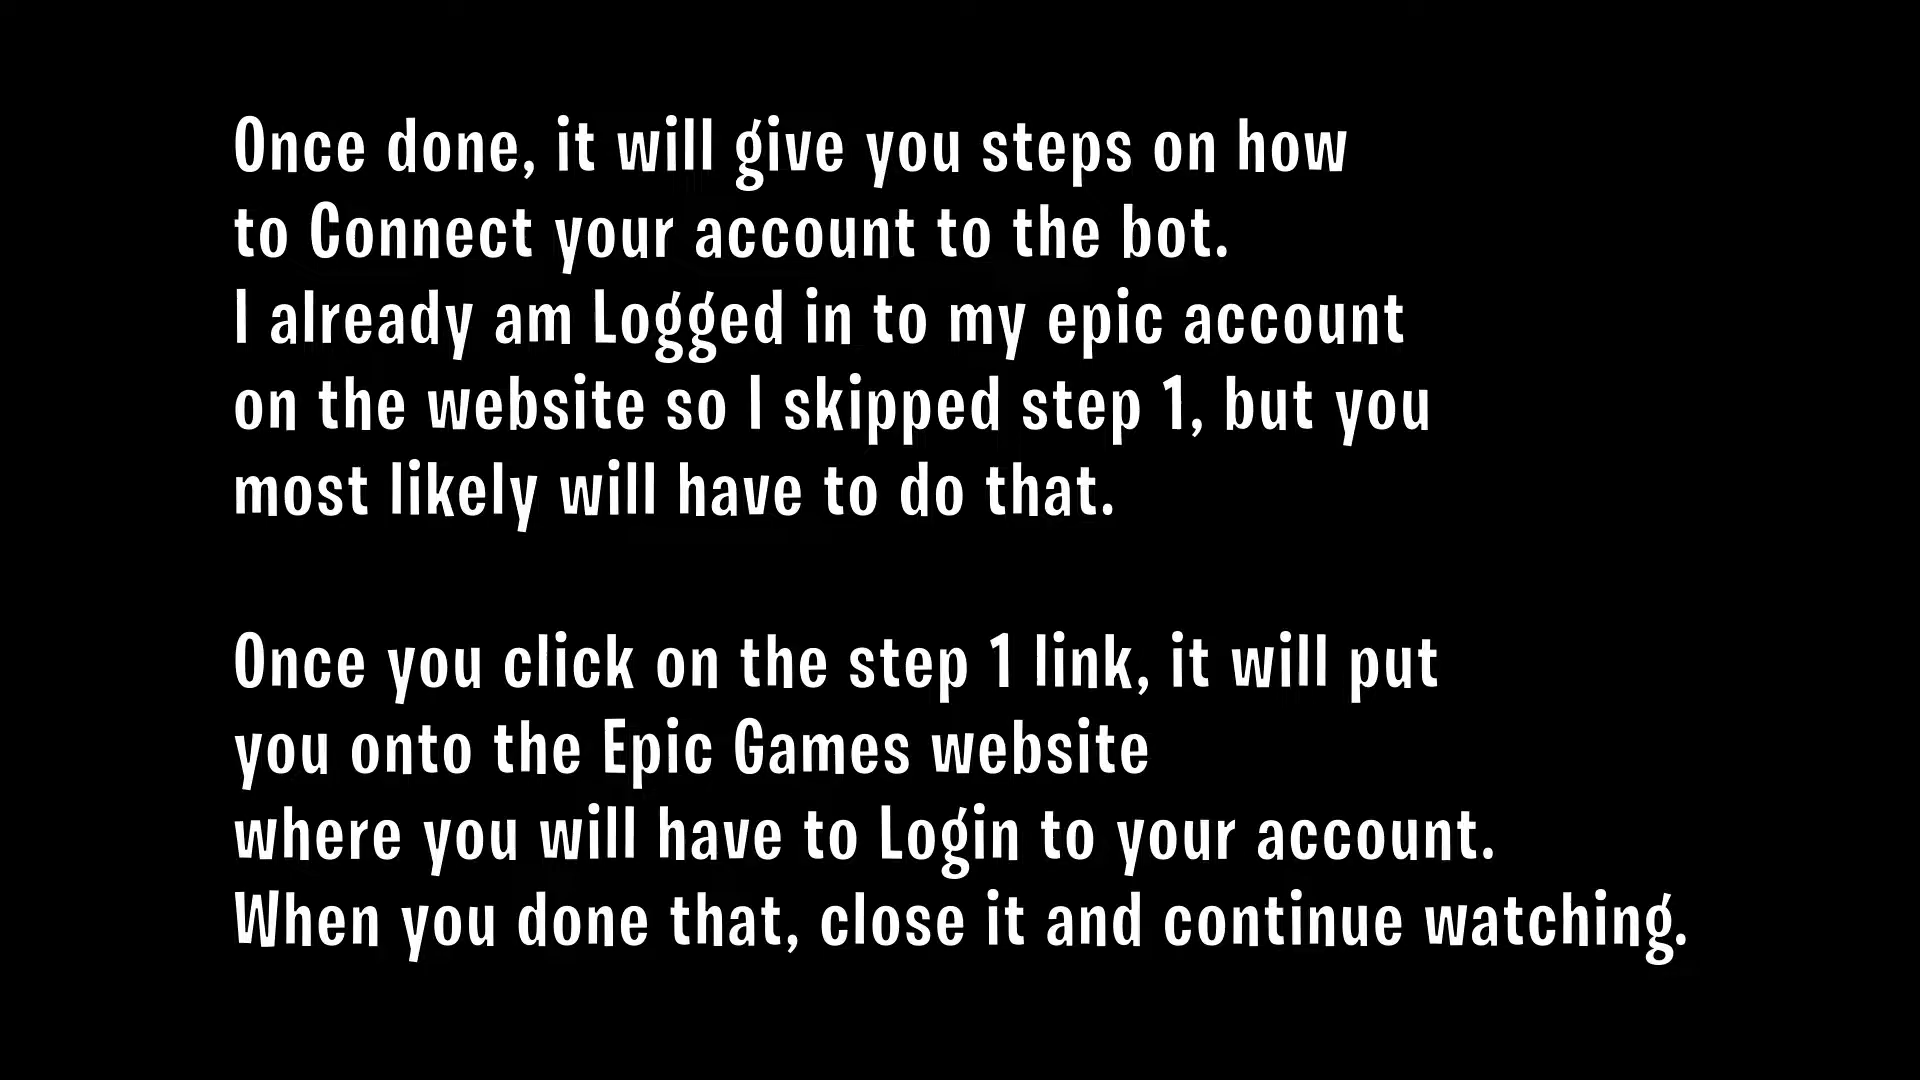 Once done, it will give you steps on how
to Connect your account to the bot.
I already am Logged in to my epic account
on the website so I skipped step 1, but you
most likely will have to do that.
Once you click on the step 1 link, it will put
you onto the Epic Games website
where you will have to Login to your account.
When you done that, close it and continue watching.